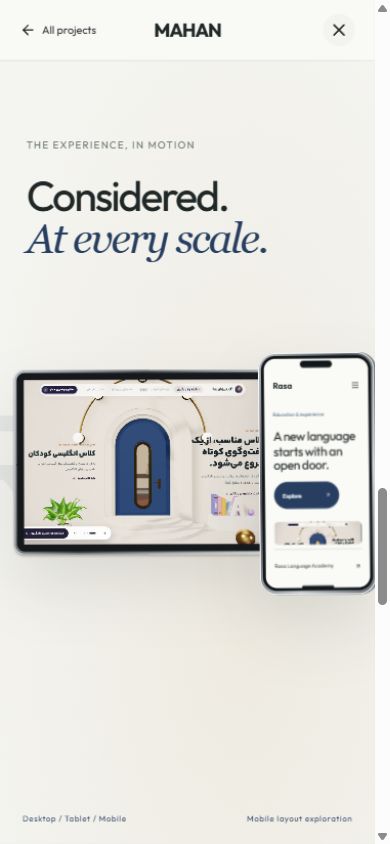 All projects
MAHAN
THE EXPERIENCE, IN MOTION
Considered.
At every scale.
کلاس انگلیسی کودکان
کلاس مناسب، از یک
گفت‌وگوی کوتاه
شروع می‌شود.
Rasa
Education & experience
A new language
starts with an
open door.
Explore
Rasa Language Academy
Desktop / Tablet / Mobile
Mobile layout exploration